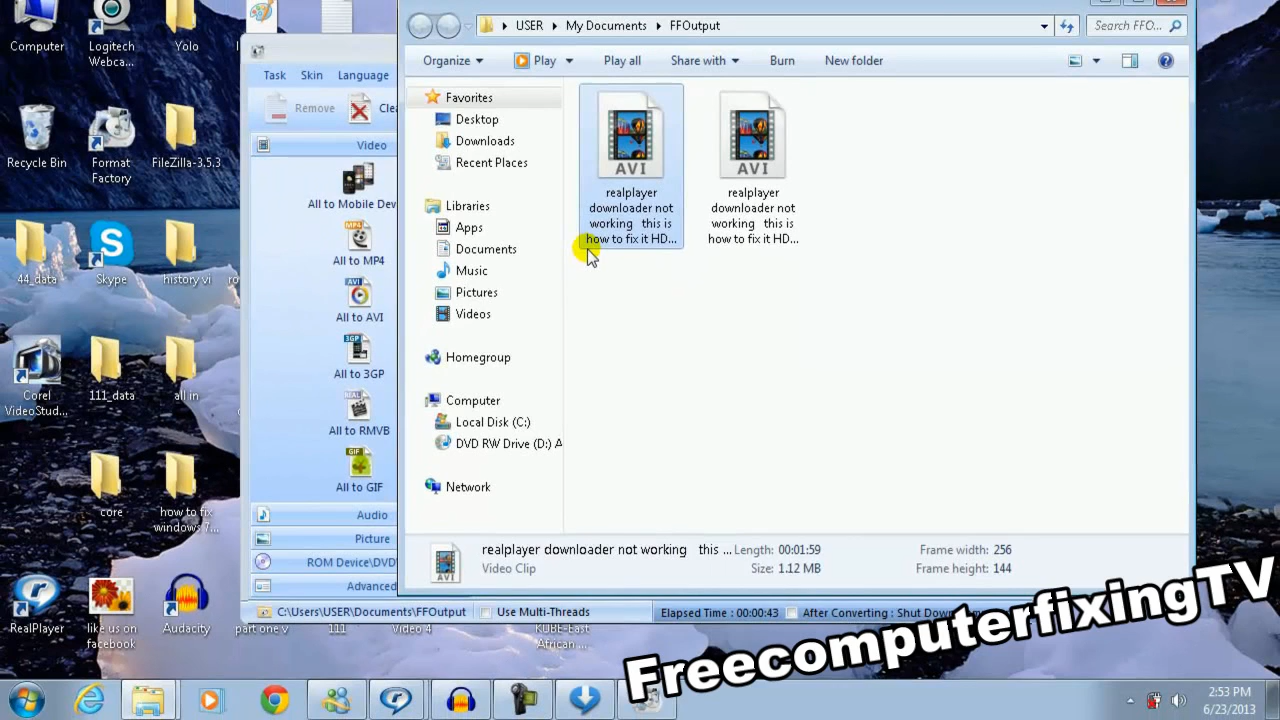 USER
My Documents
FFOutput
Search FFO...
Organize
Play
Play all
Share with
Burn
New folder
Computer
Logitech
Webca...
Yolo
Recycle Bin
Format
Factory
FileZilla-3.5.3
44_data
Skype
history vi
Corel
VideoStud...
111_data
all in
core
how to fix
windows 7...
RealPlayer
like us on
facebook
Audacity
part one v
111
Video 4
KUBE-East
African ...
Task
Skin
Language
Remove
Video
All to Mobile Dev
MP4
All to MP4
AVI
All to AVI
3GP
All to 3GP
REAL
All to RMVB
GIF
All to GIF
Audio
Picture
ROM Device\DVD
Advanced
Favorites
Desktop
Downloads
Recent Places
Libraries
Apps
Documents
Music
Pictures
Videos
Homegroup
Computer
Local Disk (C:)
DVD RW Drive (D:) A
Network
AVI
realplayer
downloader not
working this is
how to fix it HD...
AVI
realplayer
downloader not
working this is
how to fix it HD...
AVI
realplayer downloader not working this ...
Video Clip
Length: 00:01:59
Size: 1.12 MB
Frame width: 256
Frame height: 144
C:\Users\USER\Documents\FFOutput
Use Multi-Threads
Elapsed Time : 00:00:43
After Converting : Shut Down
FreecomputerfixingTV
2:53 PM
6/23/2013